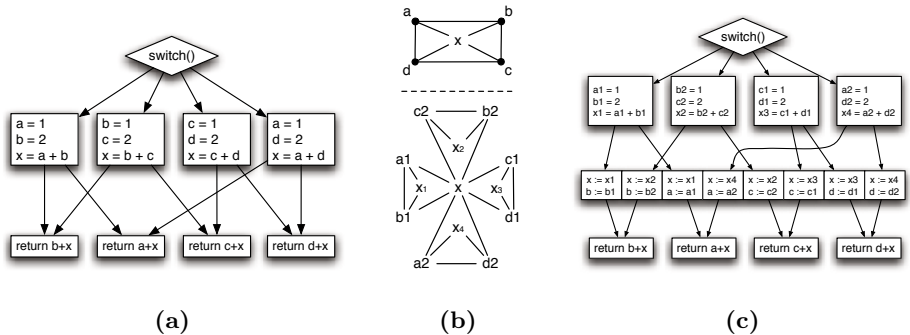 switch()
a = 1
b = 2
x = a + b
b = 1
c = 2
x = b + c
c = 1
d = 2
x = c + d
a = 1
d = 2
x = a + d
return b+x
return a+x
return c+x
return d+x
(a)
a
b
x
d
c
c2
b2
x2
a1
c1
x1
x
x3
b1
d1
x4
a2
d2
(b)
switch()
a1 = 1
b1 = 2
x1 = a1 + b1
b2 = 1
c2 = 2
x2 = b2 + c2
c1 = 1
d1 = 2
x3 = c1 + d1
a2 = 1
d2 = 2
x4 = a2 + d2
x := x1
b := b1
x := x2
b := b2
x := x1
a := a1
x := x4
a := a2
x := x2
c := c2
x := x3
c := c1
x := x3
d := d1
x := x4
d := d2
return b+x
return a+x
return c+x
return d+x
(c)